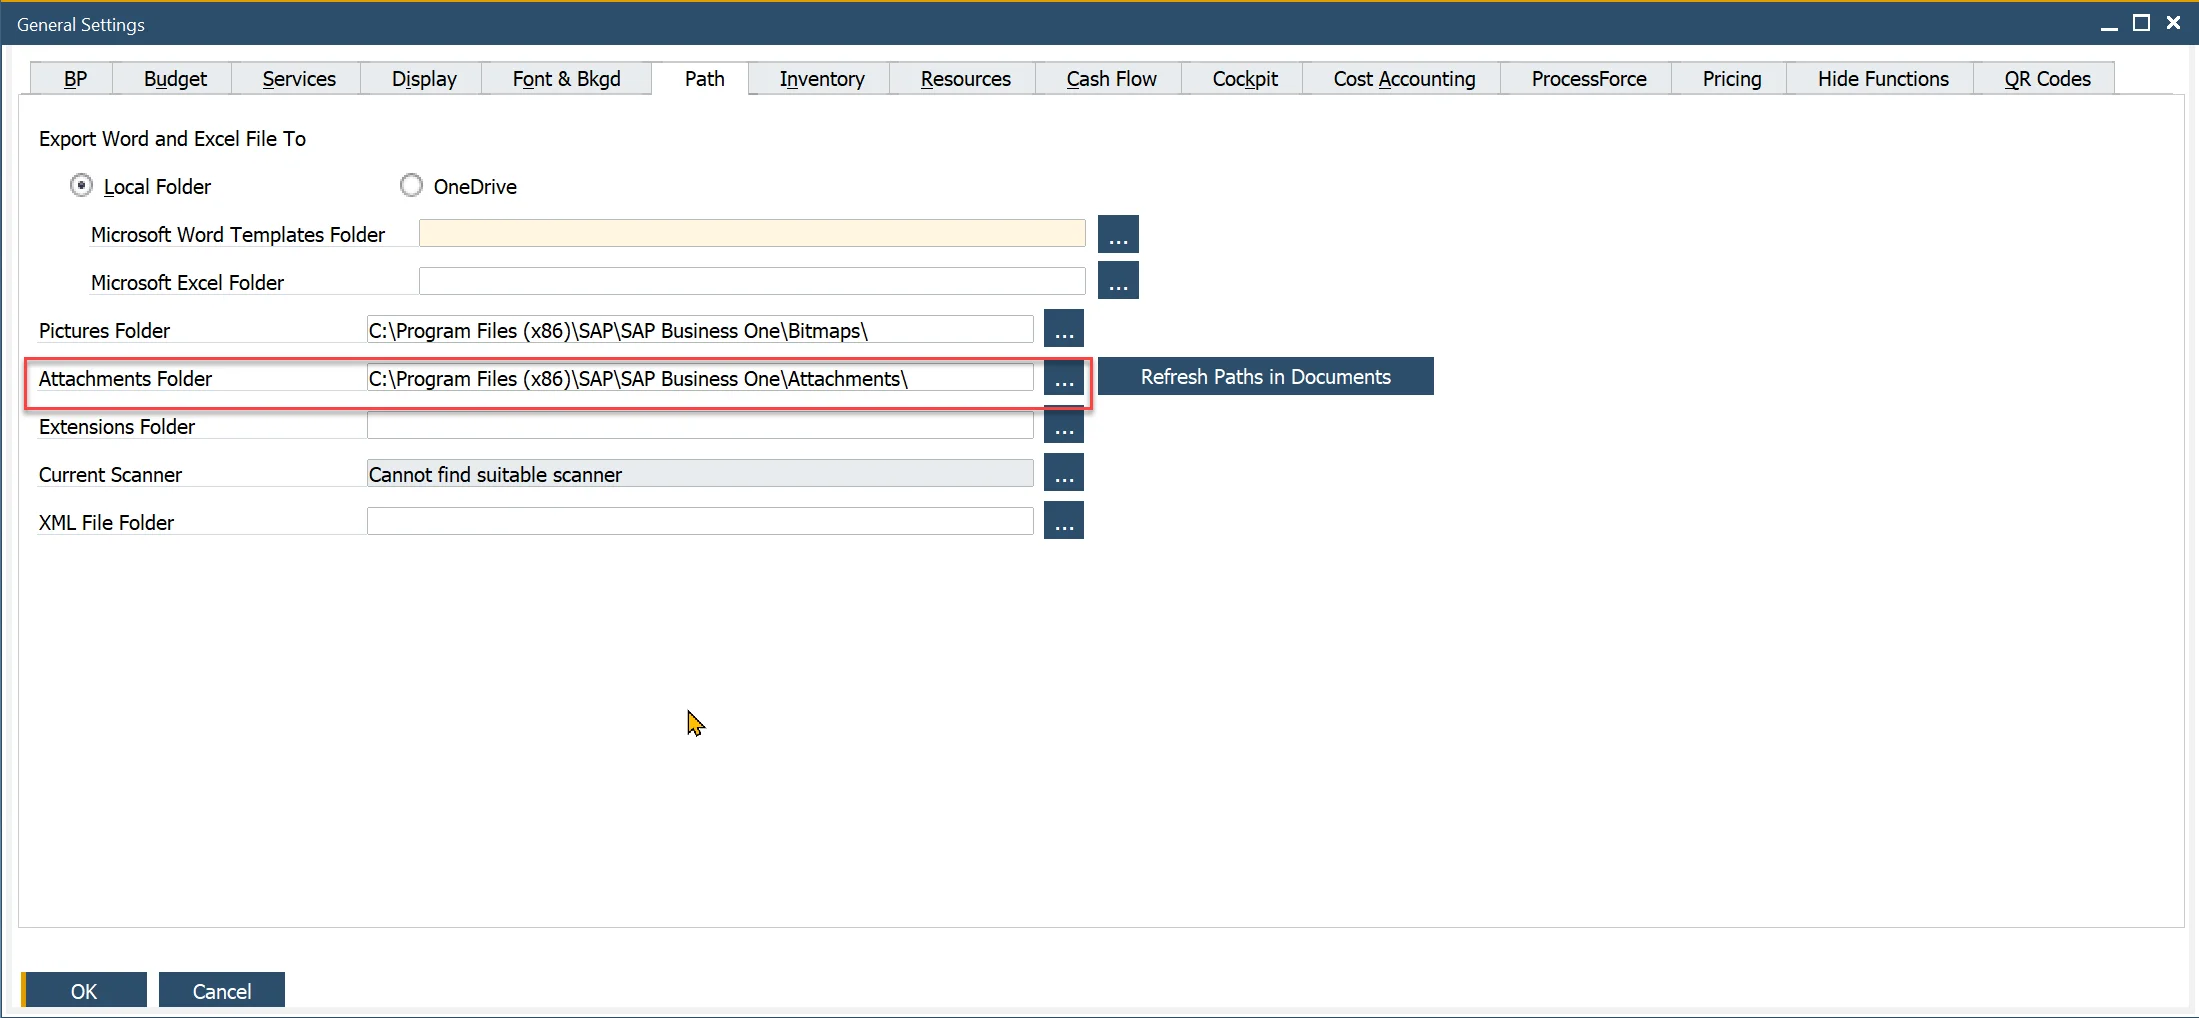 General Settings
BP Budget Services Display Font & Bkgd Path Inventory Resources Cash Flow Cockpit Cost Accounting ProcessForce Pricing Hide Functions QR Codes
Export Word and Excel File To
Local Folder OneDrive
Microsoft Word Templates Folder ...
Microsoft Excel Folder ...
Pictures Folder C:\Program Files (x86)\SAP\SAP Business One\Bitmaps\ ...
Attachments Folder C:\Program Files (x86)\SAP\SAP Business One\Attachments\ ... Refresh Paths in Documents
Extensions Folder ...
Current Scanner Cannot find suitable scanner ...
XML File Folder ...
OK Cancel